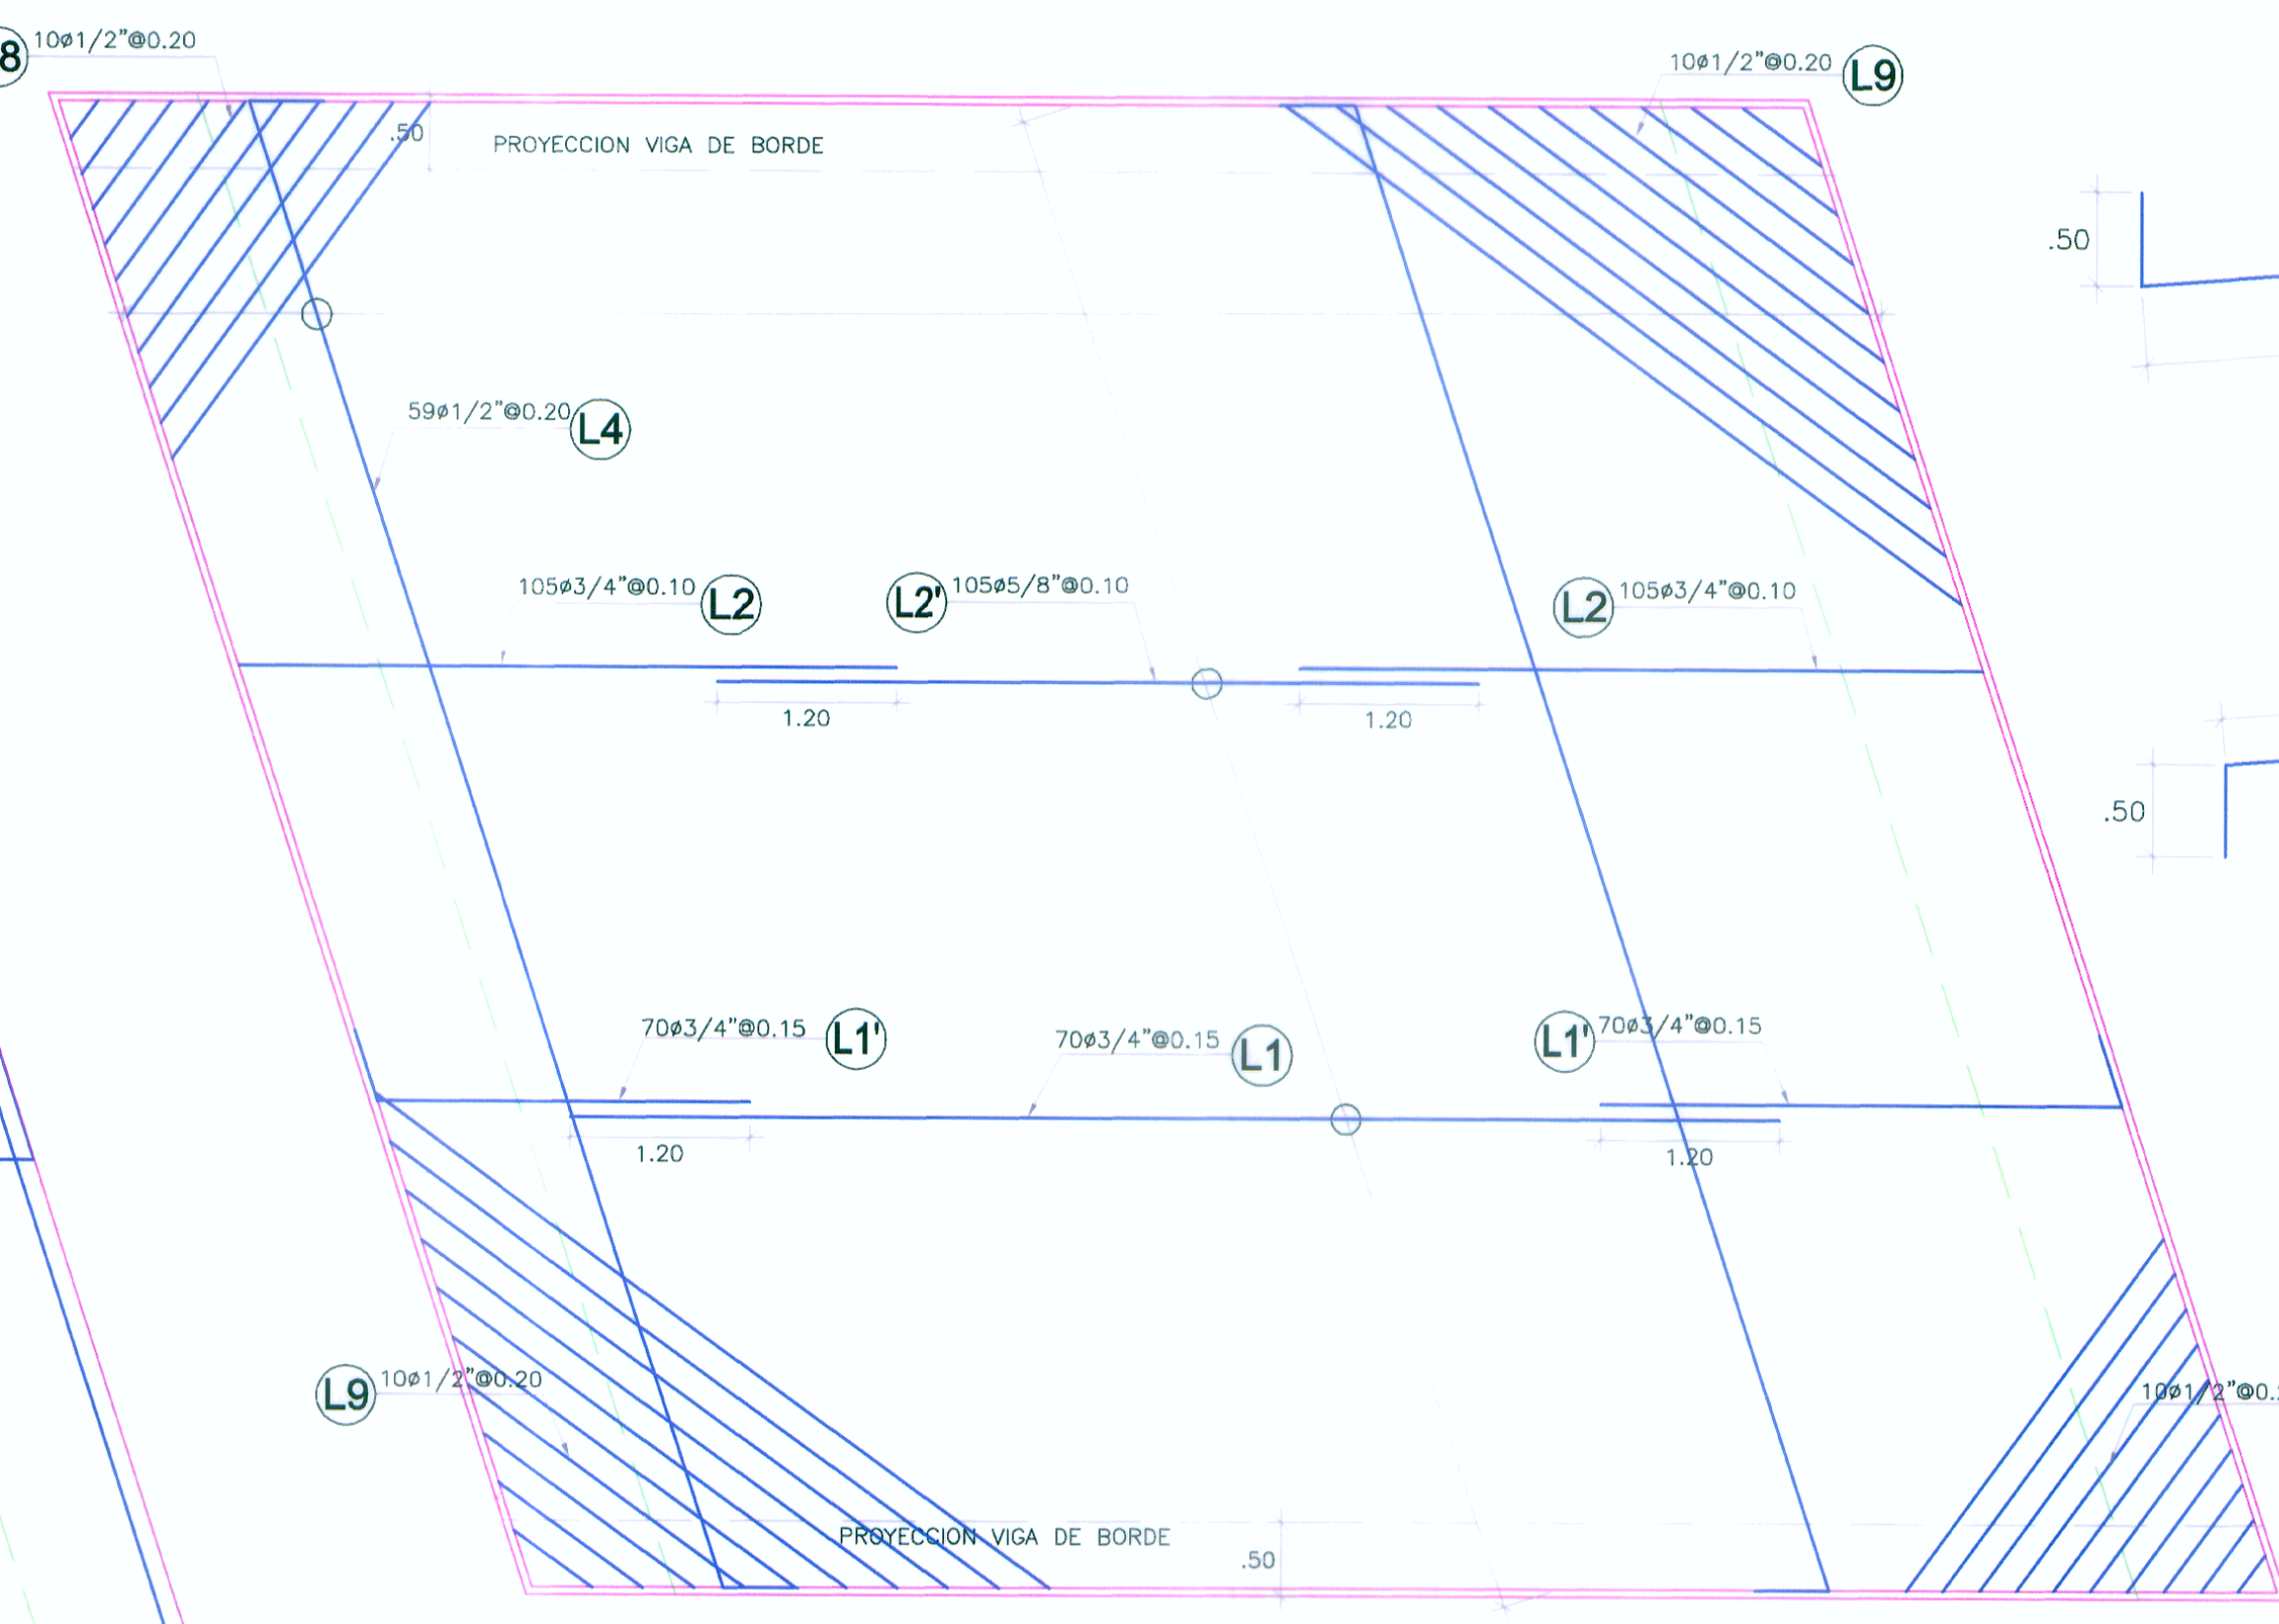 8 10ø1/2"@0.20
10ø1/2"@0.20 L9
.50
PROYECCION VIGA DE BORDE
.50
59ø1/2"@0.20 L4
105ø3/4"@0.10 L2
L2' 105ø5/8"@0.10
L2 105ø3/4"@0.10
1.20
1.20
.50
70ø3/4"@0.15 L1'
70ø3/4"@0.15 L1
L1' 70ø3/4"@0.15
1.20
1.20
L9 10ø1/2"@0.20
10ø1/2"@0.
PROYECCION VIGA DE BORDE
.50